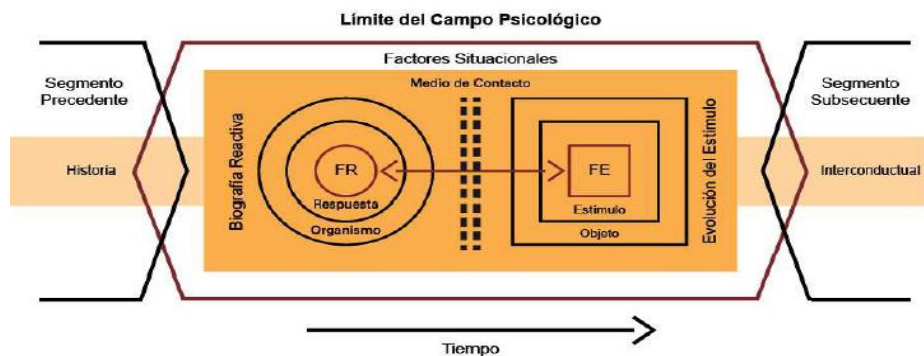 Límite del Campo Psicológico
Segmento
Precedente
Factores Situacionales
Segmento
Subsecuente
Medio de Contacto
Historia
Biografía Reactiva
FR
Respuesta
Organismo
FE
Estímulo
Objeto
Evolución del Estímulo
Interconductual
Tiempo